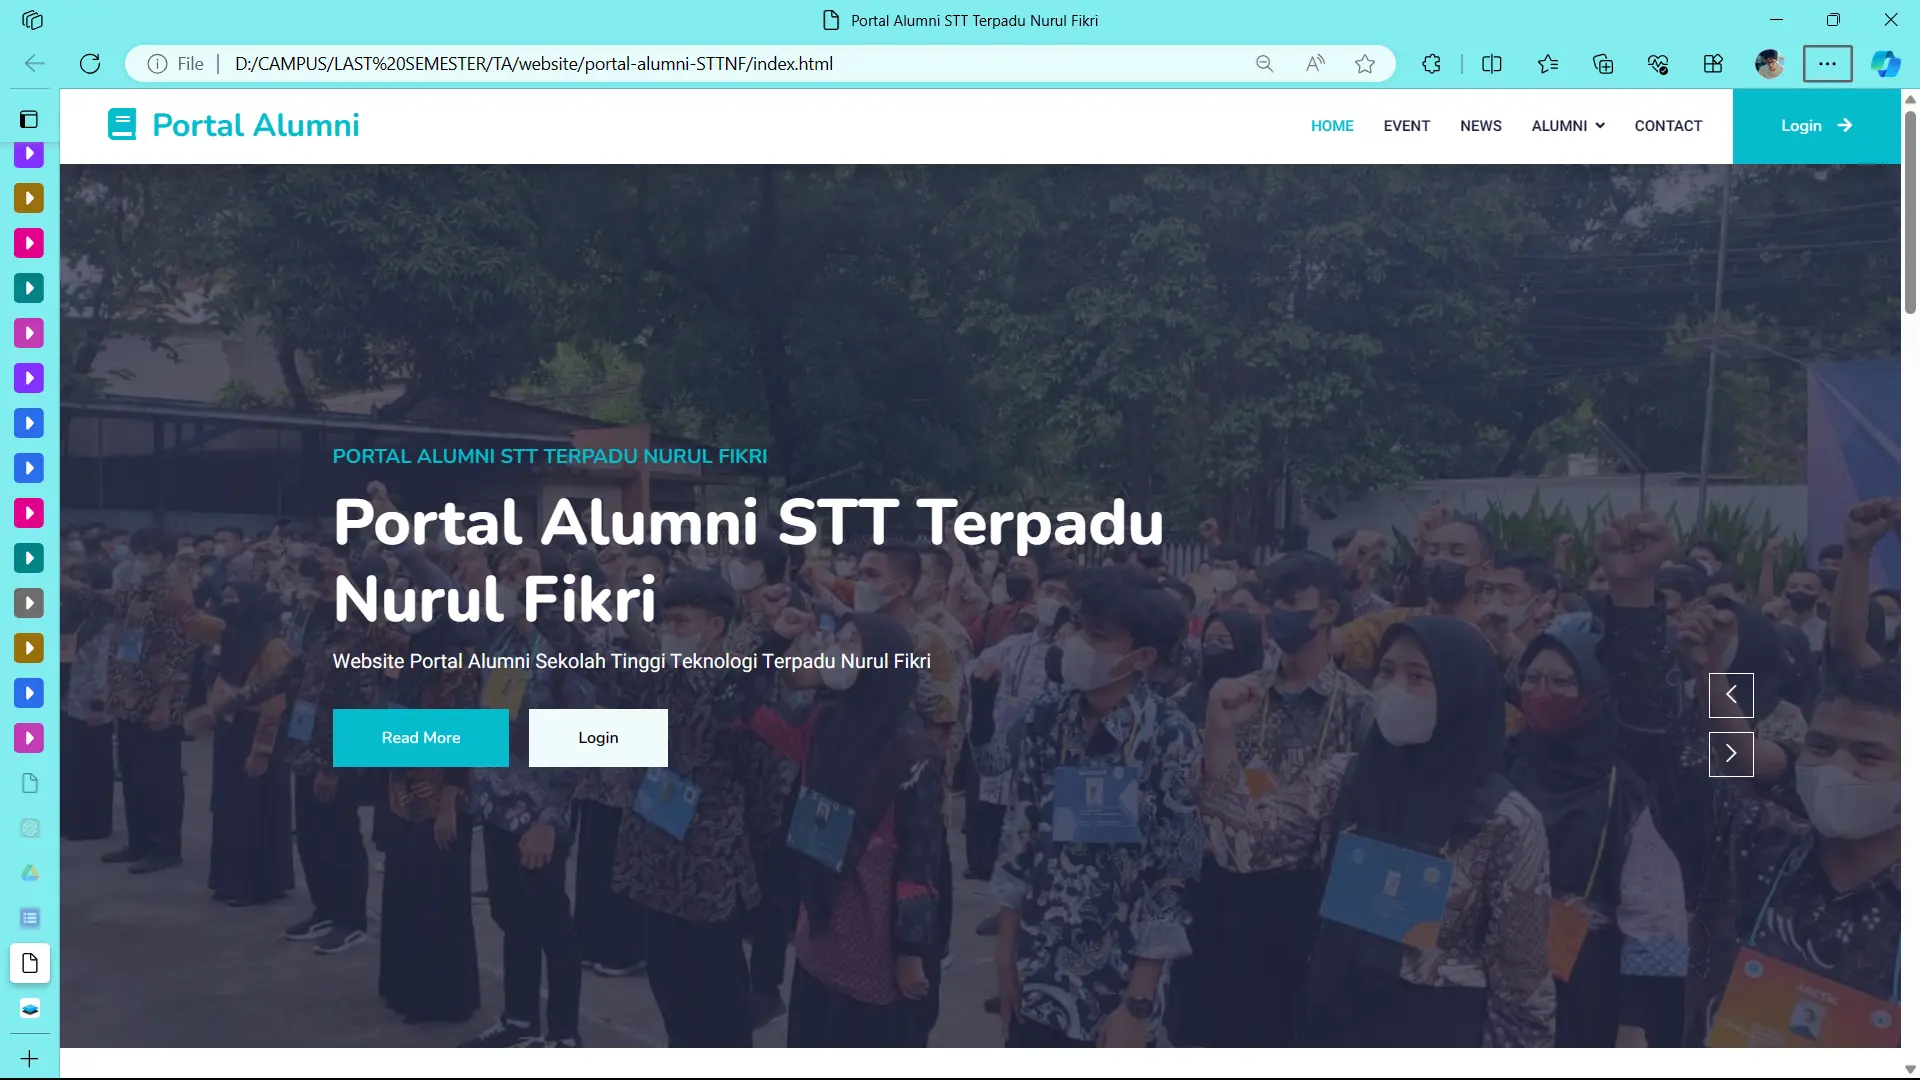 Portal Alumni STT Terpadu Nurul Fikri
File
D:/CAMPUS/LAST%20SEMESTER/TA/website/portal-alumni-STTNF/index.html
Portal Alumni
HOME
EVENT
NEWS
ALUMNI
CONTACT
Login
PORTAL ALUMNI STT TERPADU NURUL FIKRI
Portal Alumni STT Terpadu
Nurul Fikri
Website Portal Alumni Sekolah Tinggi Teknologi Terpadu Nurul Fikri
Read More
Login
ARCTIC